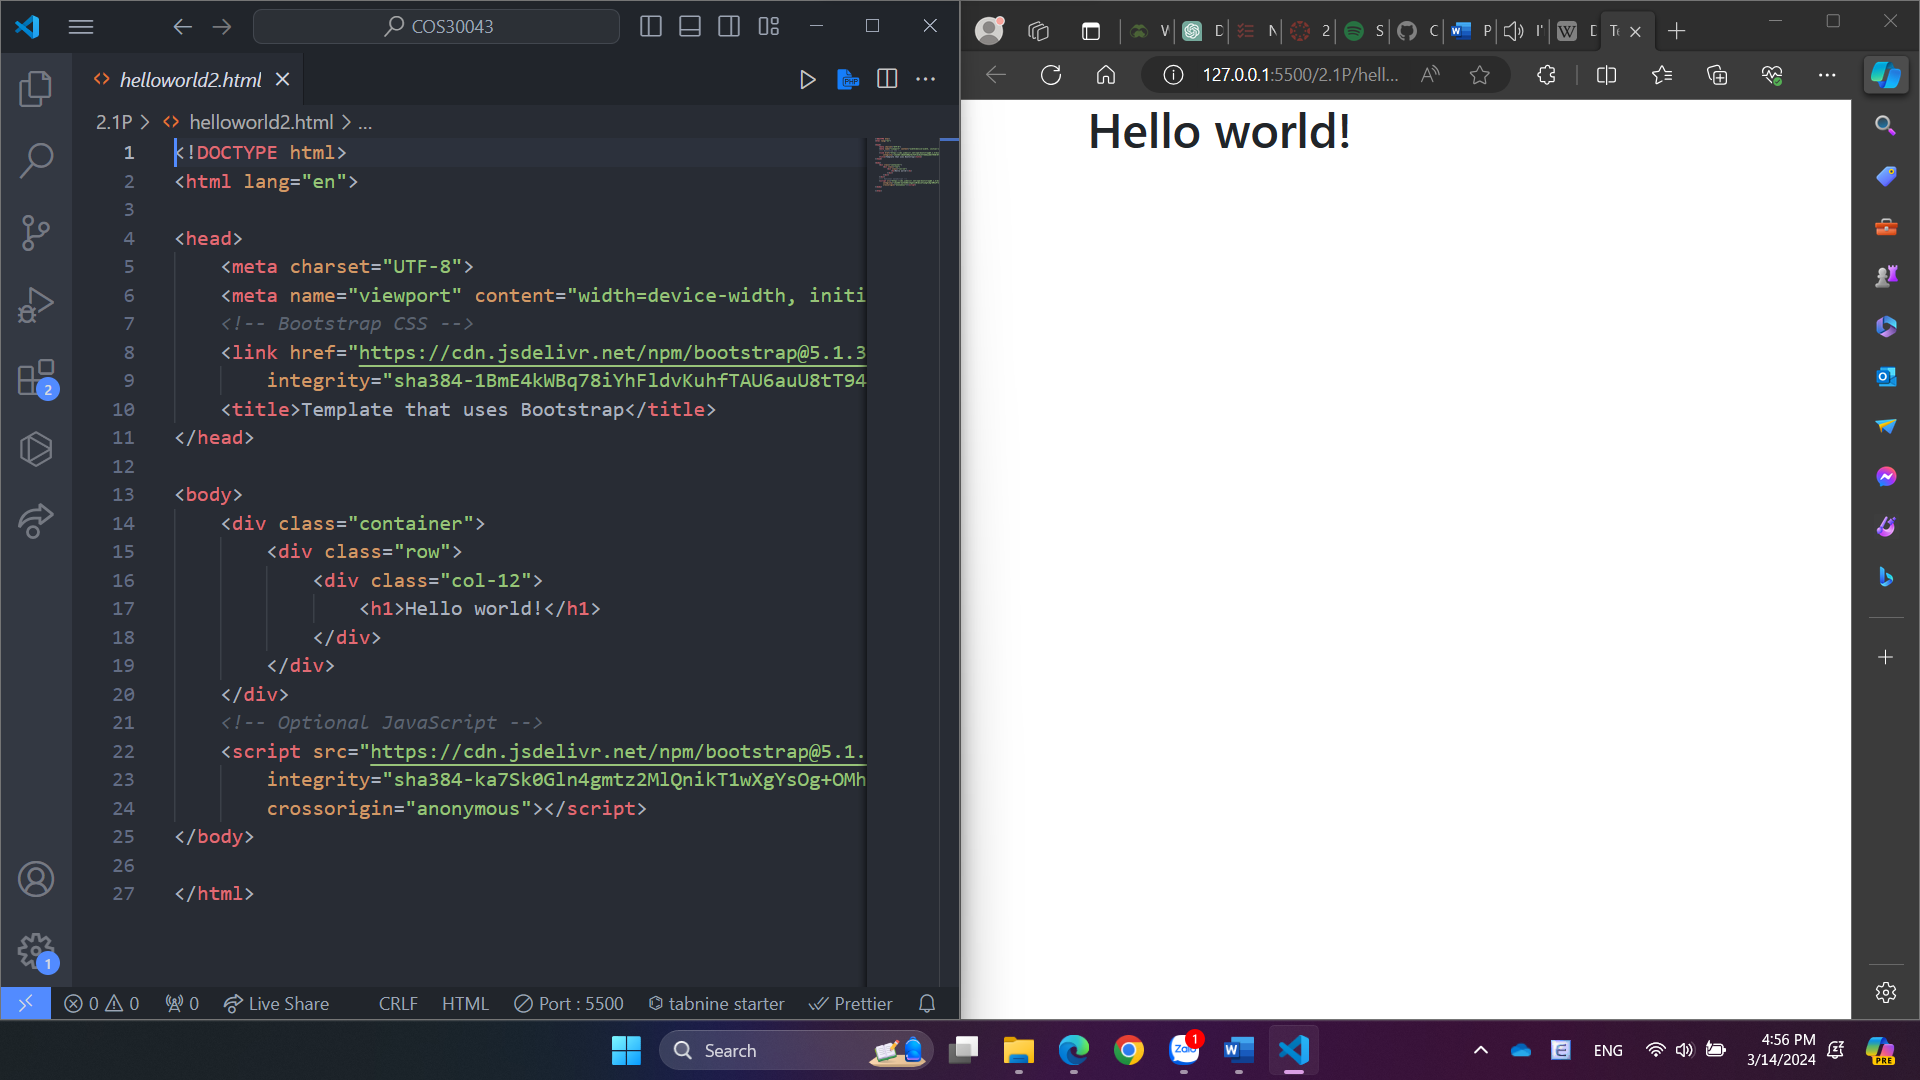 COS30043
helloworld2.html
2.1P > helloworld2.html > ...
1 <!DOCTYPE html>
2 <html lang="en">
3
4 <head>
5 <meta charset="UTF-8">
6 <meta name="viewport" content="width=device-width, initi
7 <!-- Bootstrap CSS -->
8 <link href="https://cdn.jsdelivr.net/npm/bootstrap@5.1.3
9 integrity="sha384-1BmE4kWBq78iYhFldvKuhfTAU6auU8tT94
10 <title>Template that uses Bootstrap</title>
11 </head>
12
13 <body>
14 <div class="container">
15 <div class="row">
16 <div class="col-12">
17 <h1>Hello world!</h1>
18 </div>
19 </div>
20 </div>
21 <!-- Optional JavaScript -->
22 <script src="https://cdn.jsdelivr.net/npm/bootstrap@5.1.
23 integrity="sha384-ka7Sk0Gln4gmtz2MlQnikT1wXgYsOg+OMh
24 crossorigin="anonymous"></script>
25 </body>
26
27 </html>
2
1
0 0 0 Live Share CRLF HTML Port : 5500 tabnine starter Prettier
127.0.0.1:5500/2.1P/hell...
Hello world!
Search
Zalo
1
ENG
4:56 PM
3/14/2024
PRE